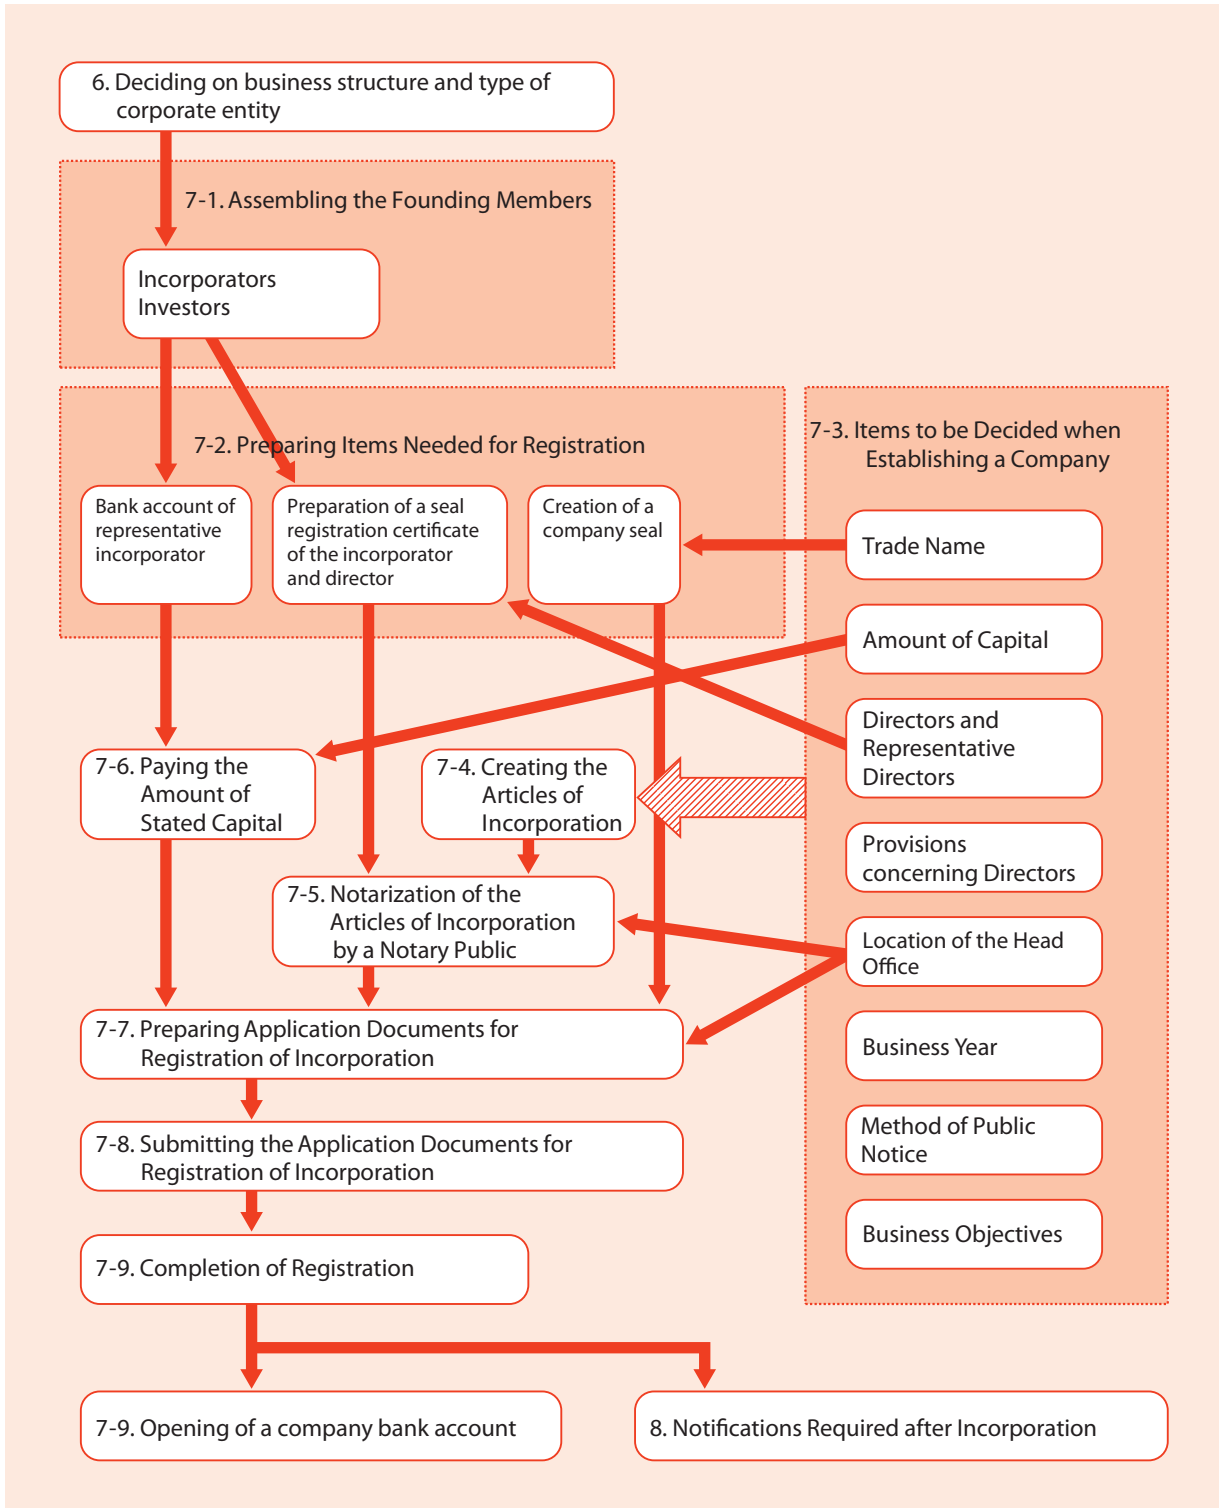 6. Deciding on business structure and type of
corporate entity
7-1. Assembling the Founding Members
Incorporators
Investors
7-2. Preparing Items Needed for Registration
Bank account of
representative
incorporator
Preparation of a seal
registration certificate
of the incorporator
and director
Creation of a
company seal
7-3. Items to be Decided when
Establishing a Company
Trade Name
Amount of Capital
Directors and
Representative
Directors
Provisions
concerning Directors
Location of the Head
Office
Business Year
Method of Public
Notice
Business Objectives
7-6. Paying the
Amount of
Stated Capital
7-4. Creating the
Articles of
Incorporation
7-5. Notarization of the
Articles of Incorporation
by a Notary Public
7-7. Preparing Application Documents for
Registration of Incorporation
7-8. Submitting the Application Documents for
Registration of Incorporation
7-9. Completion of Registration
7-9. Opening of a company bank account
8. Notifications Required after Incorporation